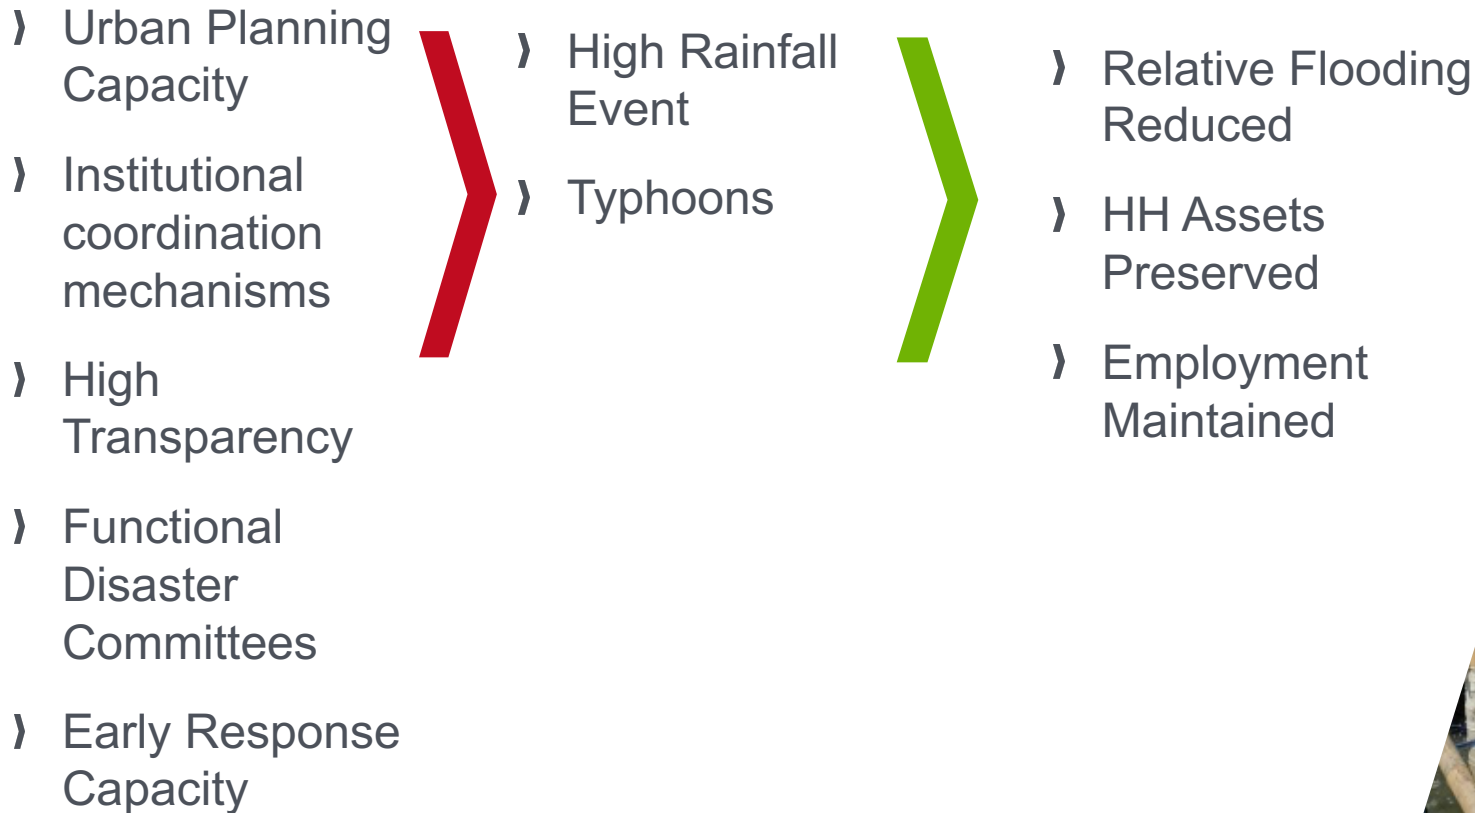 Urban Planning
Capacity
Institutional
coordination
mechanisms
High
Transparency
Functional
Disaster
Committees
Early Response
Capacity
High Rainfall
Event
Typhoons
Relative Flooding
Reduced
HH Assets
Preserved
Employment
Maintained